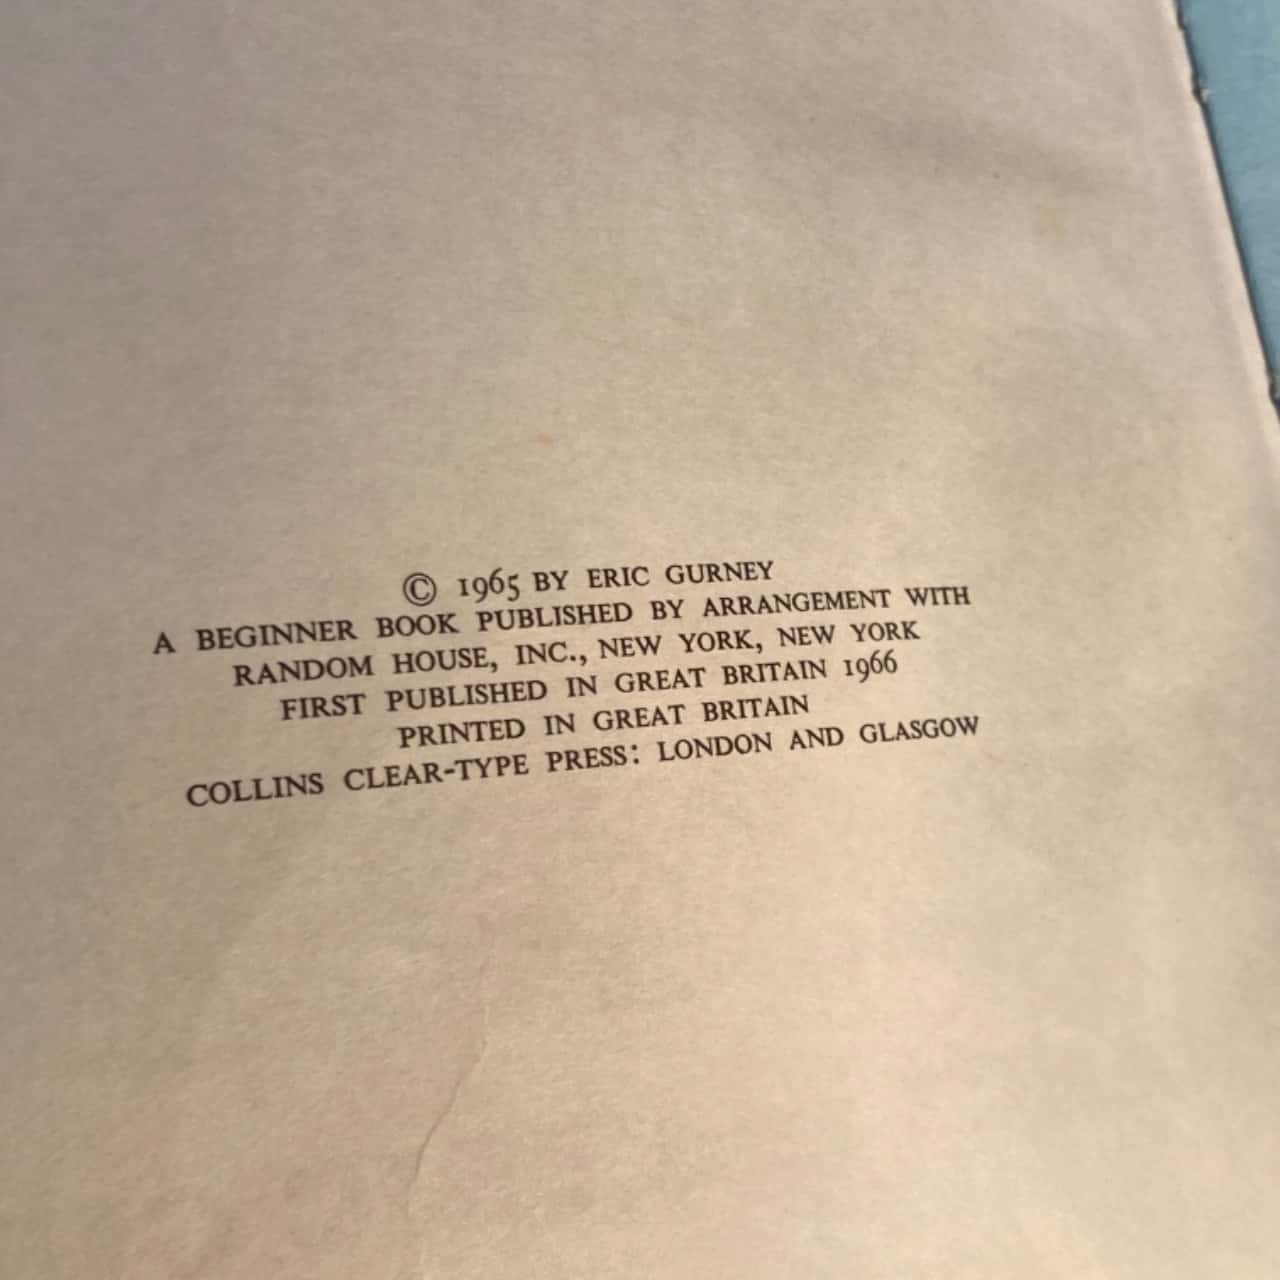 © 1965 BY ERIC GURNEY
A BEGINNER BOOK PUBLISHED BY ARRANGEMENT WITH
RANDOM HOUSE, INC., NEW YORK, NEW YORK
FIRST PUBLISHED IN GREAT BRITAIN 1966
PRINTED IN GREAT BRITAIN
COLLINS CLEAR-TYPE PRESS: LONDON AND GLASGOW